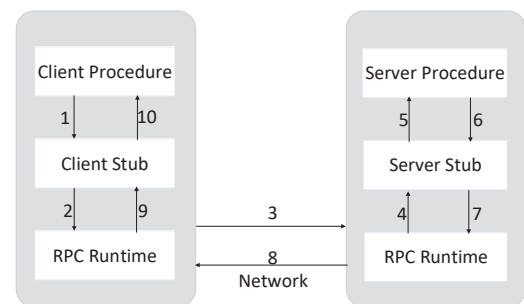 Client Procedure
Server Procedure
1
10
5
6
Client Stub
Server Stub
2
9
3
4
7
RPC Runtime
8
RPC Runtime
Network